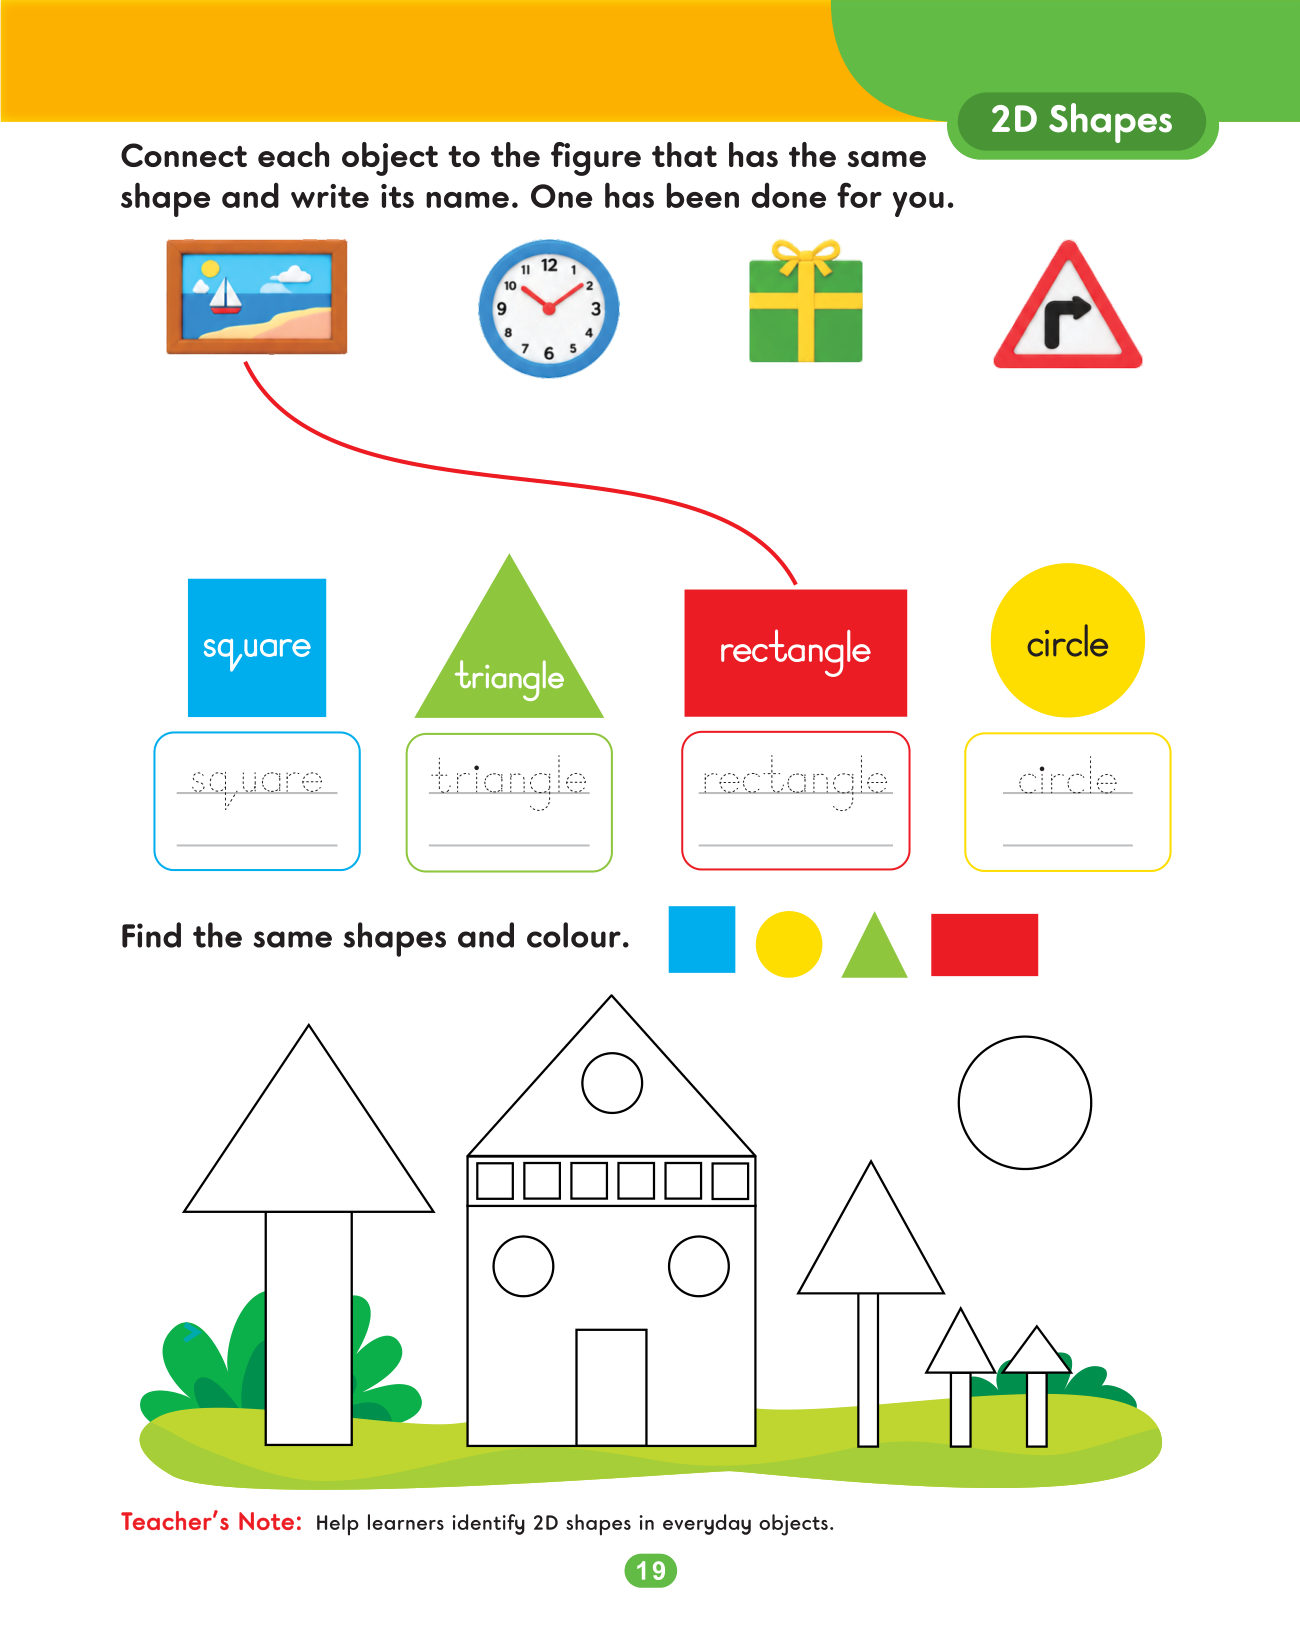 2D Shapes
Connect each object to the figure that has the same
shape and write its name. One has been done for you.
12
11 1
10 2
9 3
8 4
7 5
6
square
triangle
rectangle
circle
square
triangle
rectangle
circle
Find the same shapes and colour.
Teacher's Note: Help learners identify 2D shapes in everyday objects.
19